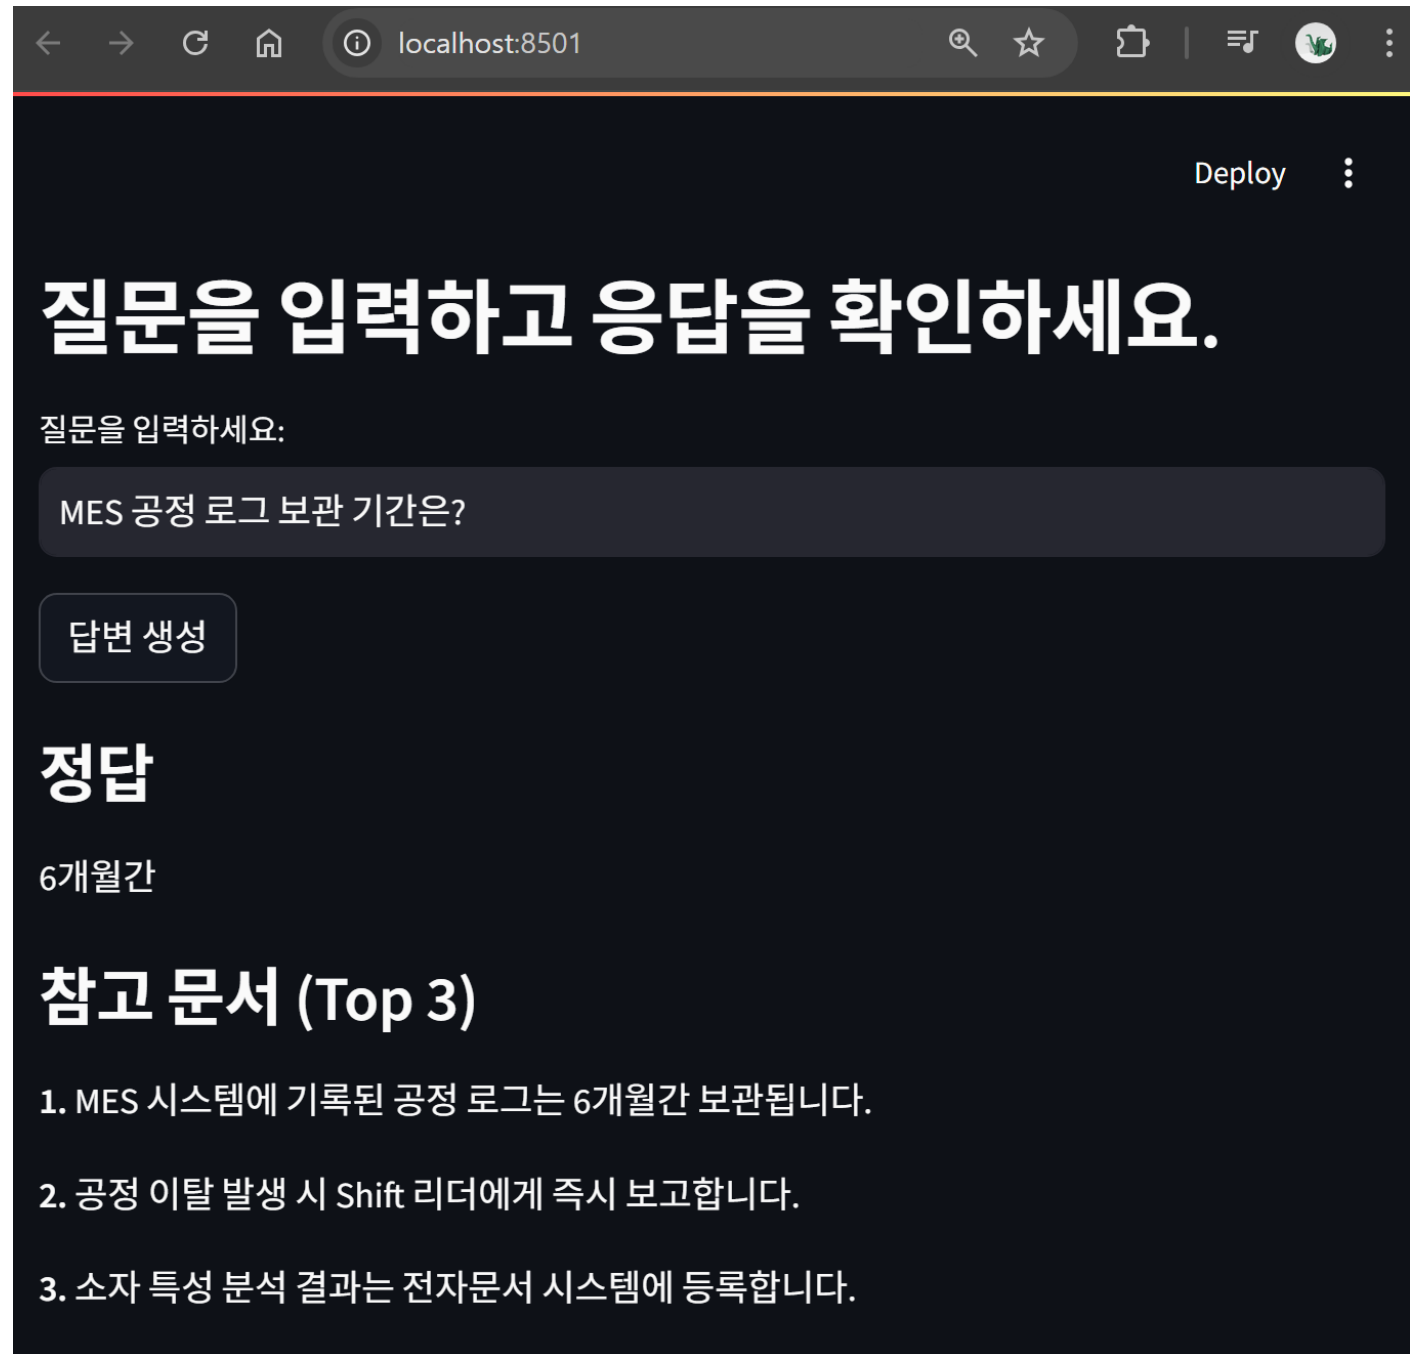 localhost:8501
Deploy
질문을 입력하고 응답을 확인하세요.
질문을 입력하세요:
MES 공정 로그 보관 기간은?
답변 생성
정답
6개월간
참고 문서 (Top 3)
1. MES 시스템에 기록된 공정 로그는 6개월간 보관됩니다.
2. 공정 이탈 발생 시 Shift 리더에게 즉시 보고합니다.
3. 소자 특성 분석 결과는 전자문서 시스템에 등록합니다.